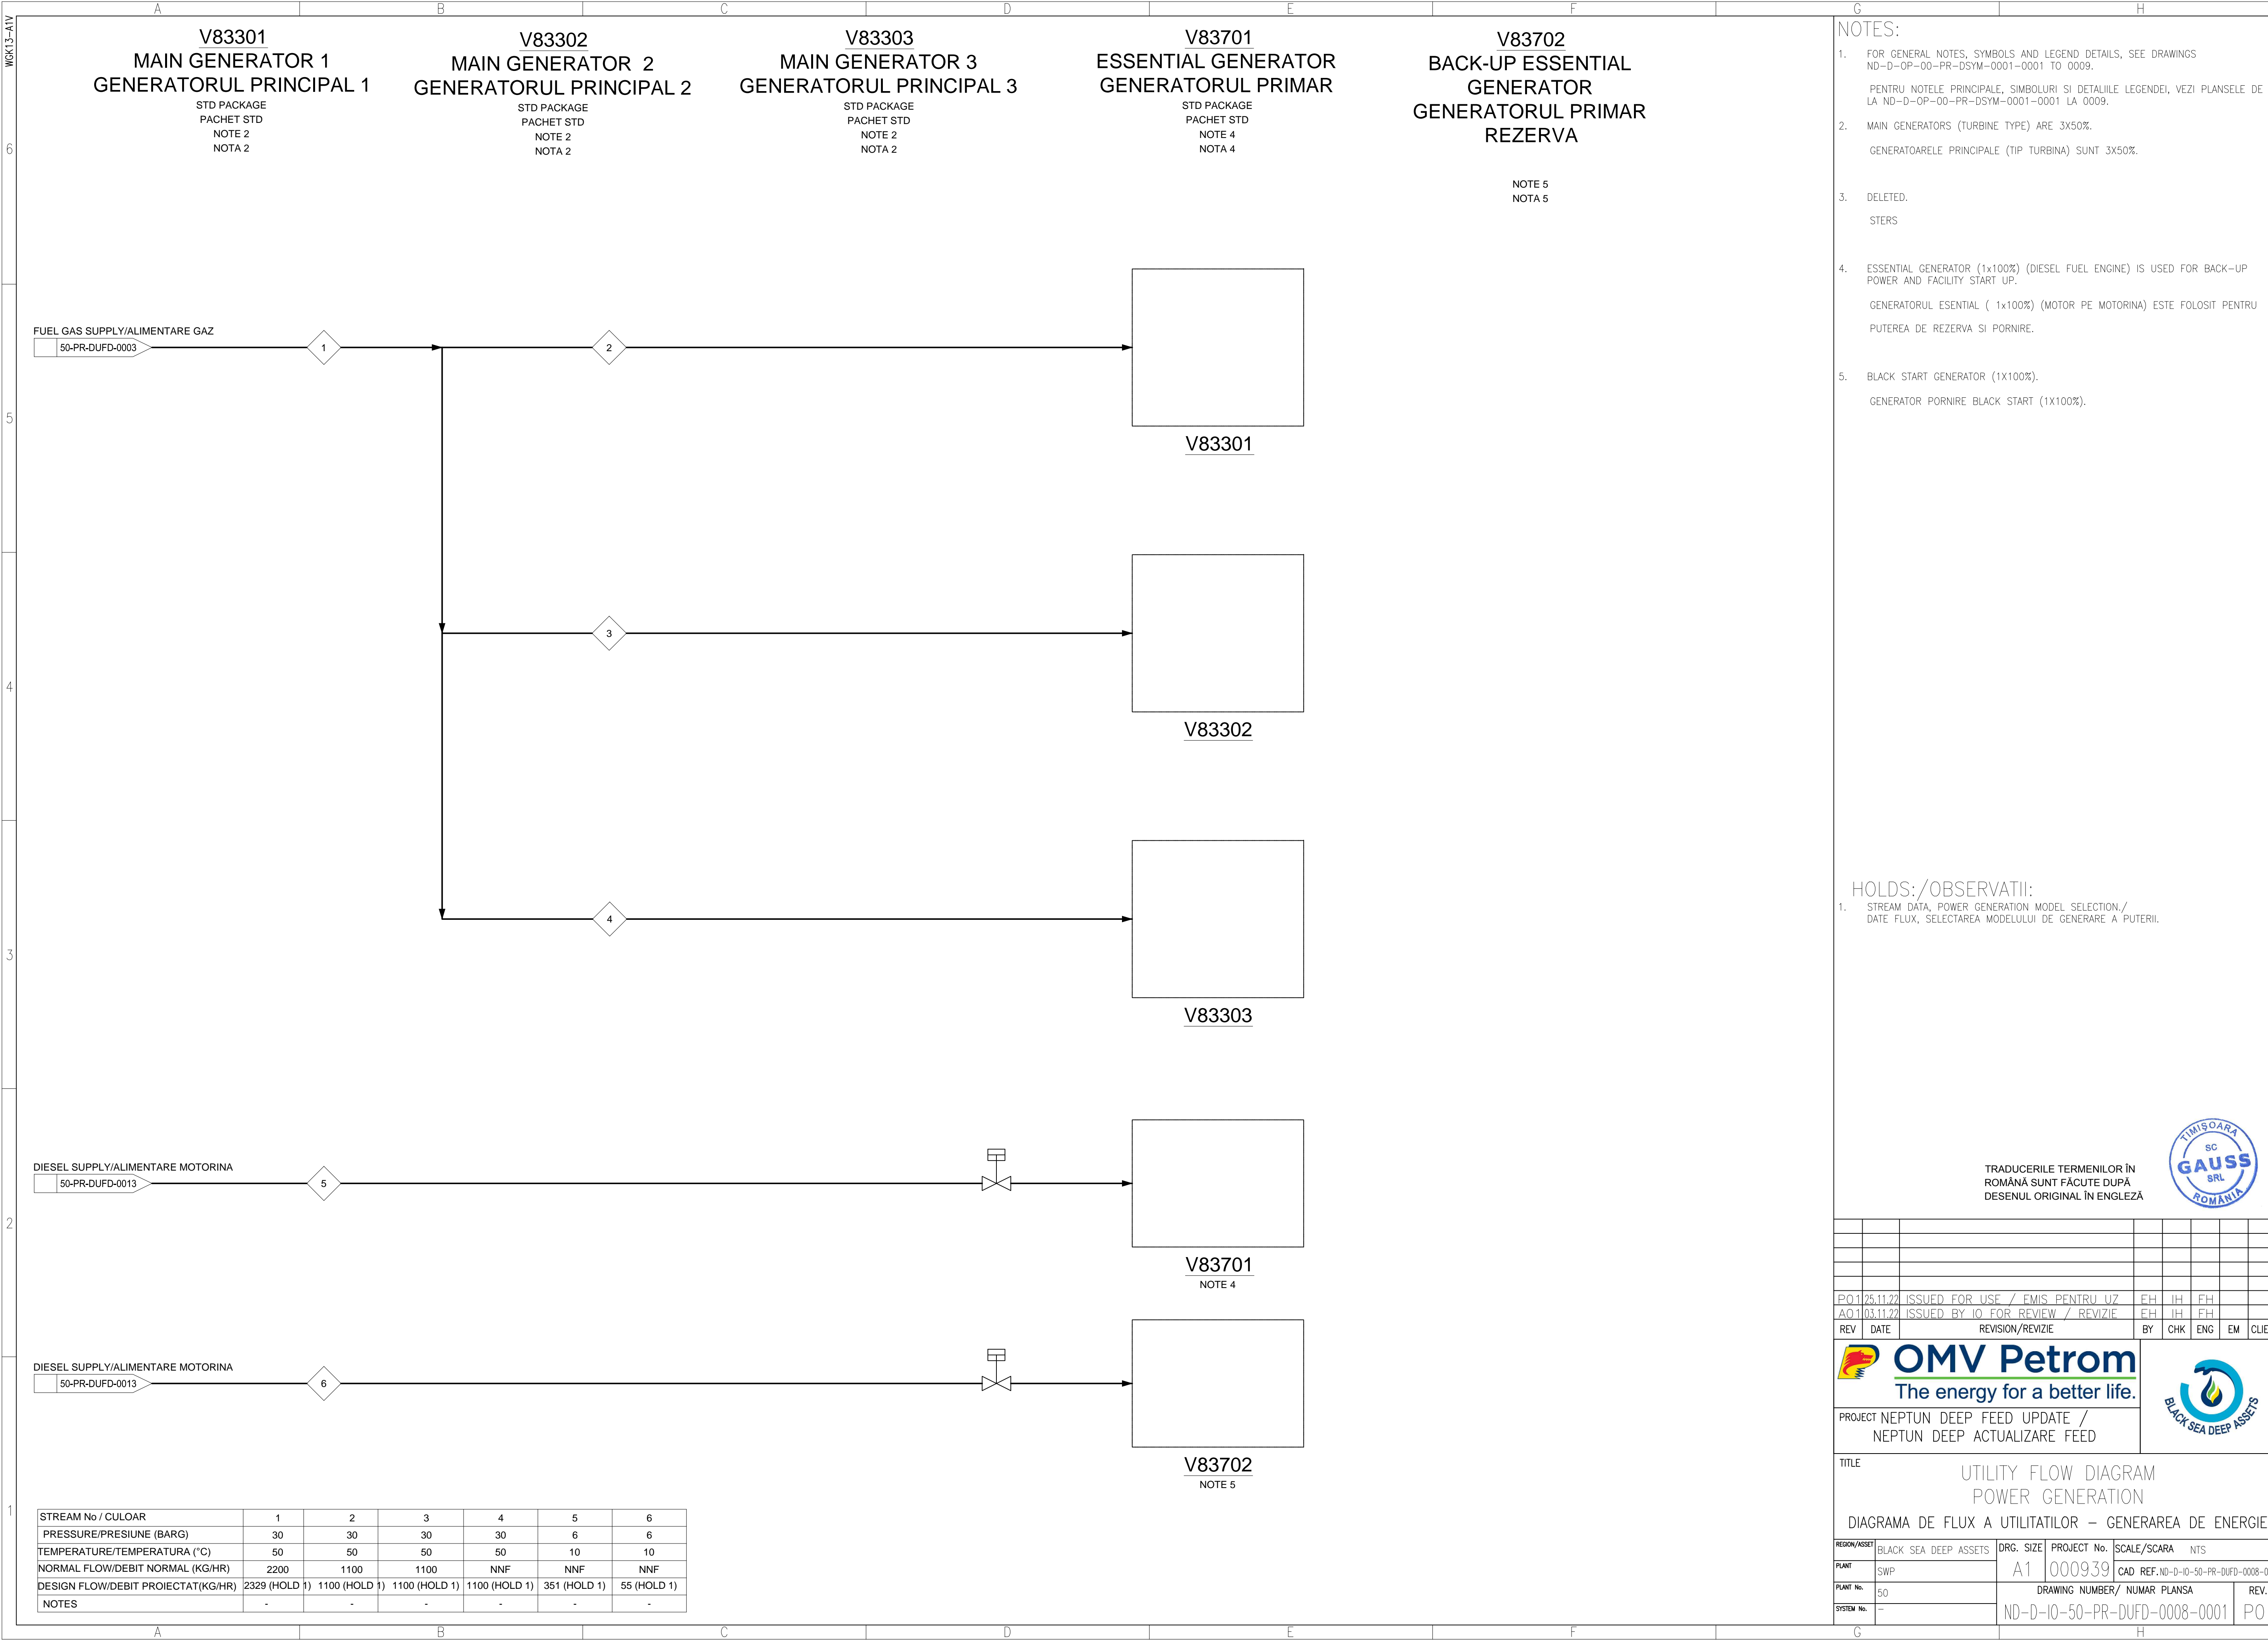 A B C D E F G H
WGK13-A1V
V83301
MAIN GENERATOR 1
GENERATORUL PRINCIPAL 1
STD PACKAGE
PACHET STD
NOTE 2
NOTA 2
V83302
MAIN GENERATOR 2
GENERATORUL PRINCIPAL 2
STD PACKAGE
PACHET STD
NOTE 2
NOTA 2
V83303
MAIN GENERATOR 3
GENERATORUL PRINCIPAL 3
STD PACKAGE
PACHET STD
NOTE 2
NOTA 2
V83701
ESSENTIAL GENERATOR
GENERATORUL PRIMAR
STD PACKAGE
PACHET STD
NOTE 4
NOTA 4
V83702
BACK-UP ESSENTIAL
GENERATOR
GENERATORUL PRIMAR
REZERVA
NOTE 5
NOTA 5
6
5
4
3
2
1
FUEL GAS SUPPLY/ALIMENTARE GAZ
50-PR-DUFD-0003
1
2
V83301
3
V83302
4
V83303
DIESEL SUPPLY/ALIMENTARE MOTORINA
50-PR-DUFD-0013
5
V83701
NOTE 4
DIESEL SUPPLY/ALIMENTARE MOTORINA
50-PR-DUFD-0013
6
V83702
NOTE 5
STREAM No / CULOAR 1 2 3 4 5 6
PRESSURE/PRESIUNE (BARG) 30 30 30 30 6 6
TEMPERATURE/TEMPERATURA (°C) 50 50 50 50 10 10
NORMAL FLOW/DEBIT NORMAL (KG/HR) 2200 1100 1100 NNF NNF NNF
DESIGN FLOW/DEBIT PROIECTAT(KG/HR) 2329 (HOLD 1) 1100 (HOLD 1) 1100 (HOLD 1) 1100 (HOLD 1) 351 (HOLD 1) 55 (HOLD 1)
NOTES - - - - - -
NOTES:
1. FOR GENERAL NOTES, SYMBOLS AND LEGEND DETAILS, SEE DRAWINGS
ND-D-OP-00-PR-DSYM-0001-0001 TO 0009.
PENTRU NOTELE PRINCIPALE, SIMBOLURI SI DETALIILE LEGENDEI, VEZI PLANSELE DE
LA ND-D-OP-00-PR-DSYM-0001-0001 LA 0009.
2. MAIN GENERATORS (TURBINE TYPE) ARE 3X50%.
GENERATOARELE PRINCIPALE (TIP TURBINA) SUNT 3X50%.
3. DELETED.
STERS
4. ESSENTIAL GENERATOR (1x100%) (DIESEL FUEL ENGINE) IS USED FOR BACK-UP
POWER AND FACILITY START UP.
GENERATORUL ESENTIAL ( 1x100%) (MOTOR PE MOTORINA) ESTE FOLOSIT PENTRU
PUTEREA DE REZERVA SI PORNIRE.
5. BLACK START GENERATOR (1X100%).
GENERATOR PORNIRE BLACK START (1X100%).
HOLDS:/OBSERVATII:
1. STREAM DATA, POWER GENERATION MODEL SELECTION./
DATE FLUX, SELECTAREA MODELULUI DE GENERARE A PUTERII.
TRADUCERILE TERMENILOR ÎN
ROMÂNĂ SUNT FĂCUTE DUPĂ
DESENUL ORIGINAL ÎN ENGLEZĂ
TIMIȘOARA
SC
GAUSS
SRL
ROMÂNIA
P01 25.11.22 ISSUED FOR USE / EMIS PENTRU UZ EH IH FH
A01 03.11.22 ISSUED BY IO FOR REVIEW / REVIZIE EH IH FH
REV DATE REVISION/REVIZIE BY CHK ENG EM CLIE
OMV Petrom
The energy for a better life.
BLACK SEA DEEP ASSETS
PROJECT NEPTUN DEEP FEED UPDATE /
NEPTUN DEEP ACTUALIZARE FEED
TITLE
UTILITY FLOW DIAGRAM
POWER GENERATION
DIAGRAMA DE FLUX A UTILITATILOR – GENERAREA DE ENERGIE
REGION/ASSET BLACK SEA DEEP ASSETS
PLANT SWP
PLANT No. 50
SYSTEM No. -
DRG. SIZE A1
PROJECT No. 000939
SCALE/SCARA NTS
CAD REF. ND-D-IO-50-PR-DUFD-0008-0
DRAWING NUMBER/ NUMAR PLANSA REV.
ND-D-IO-50-PR-DUFD-0008-0001 PO
A B C D E F G H